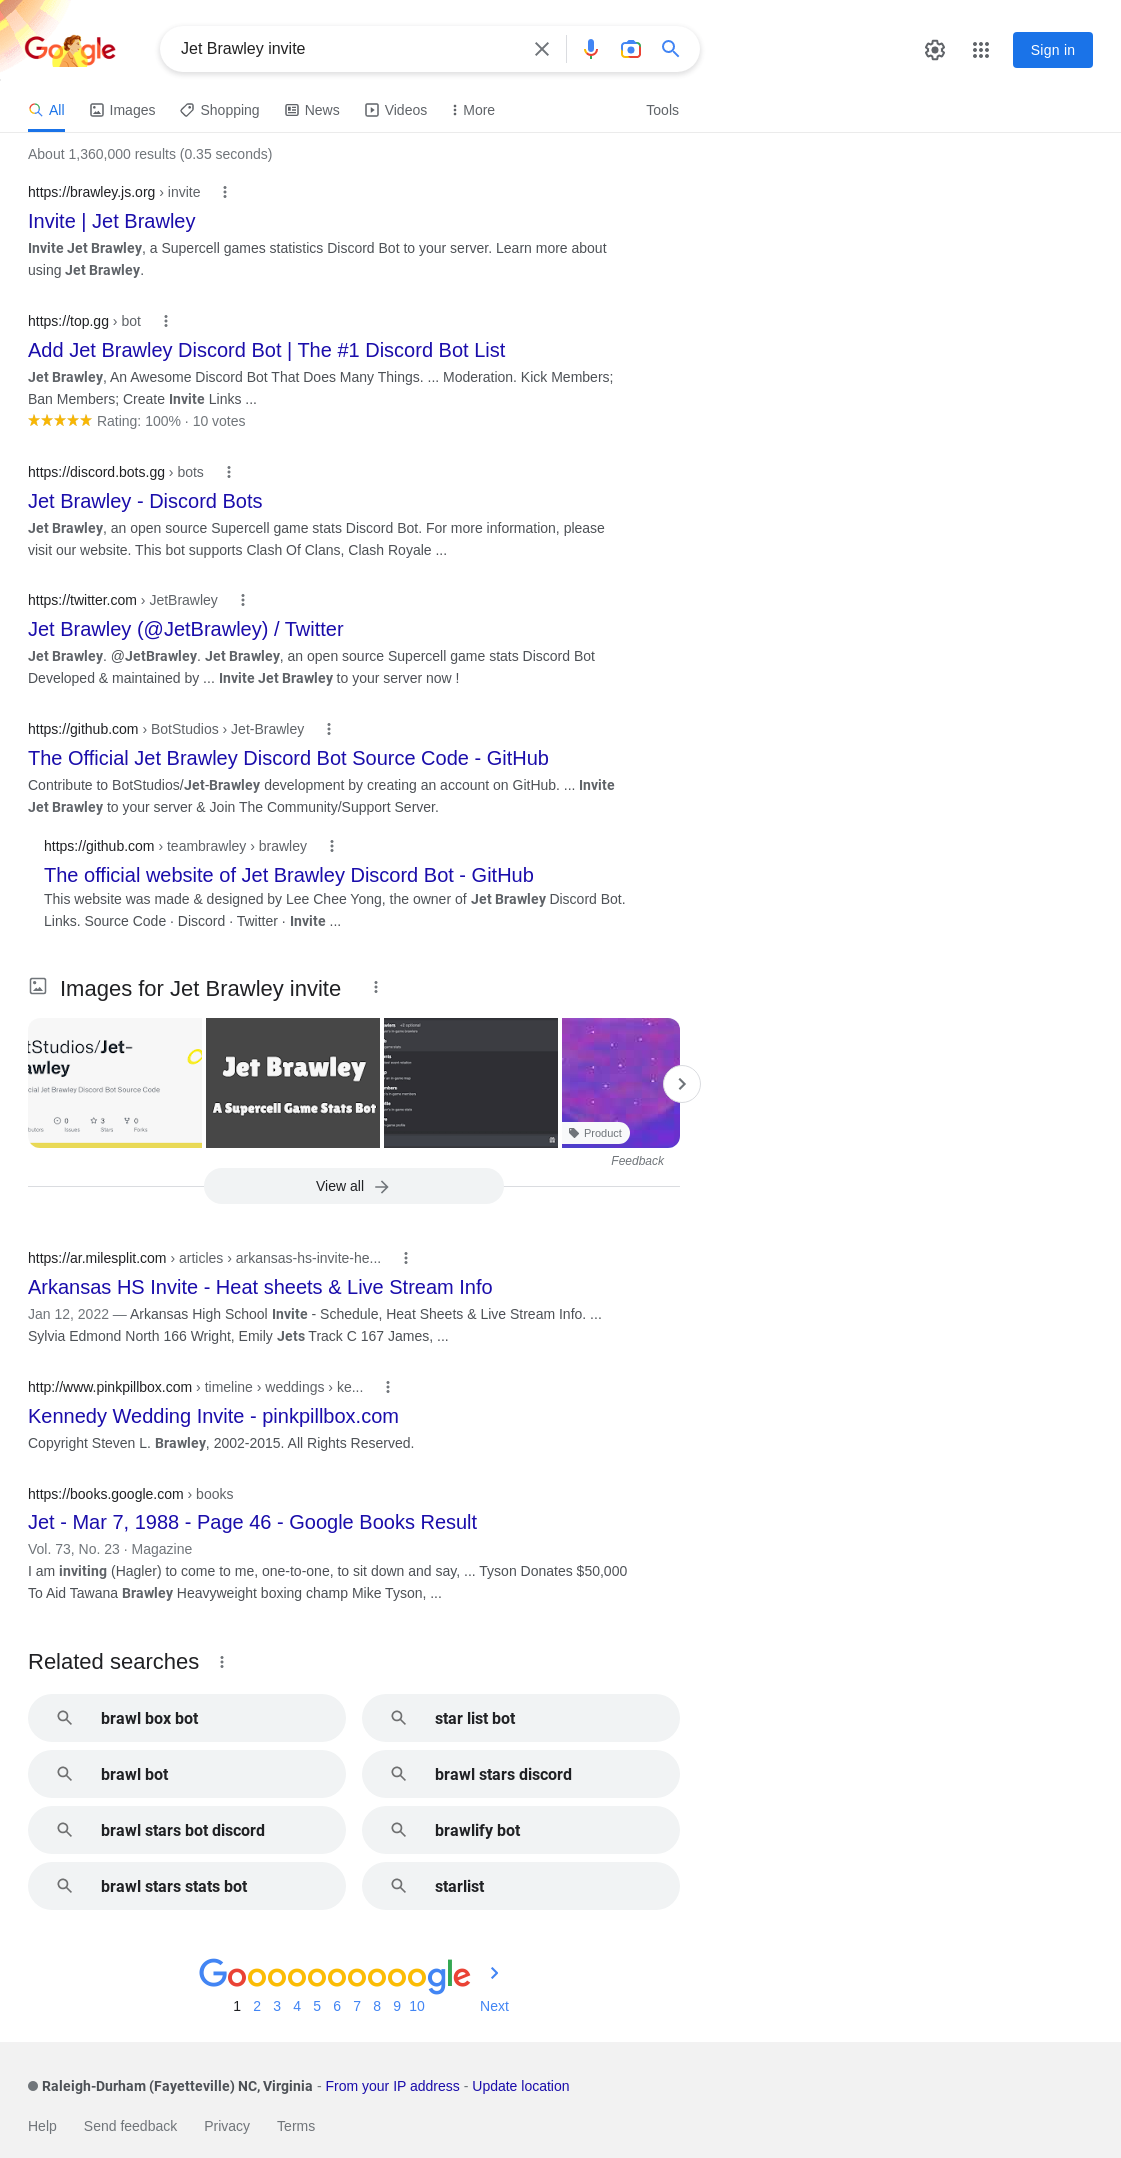 Google
Jet Brawley invite
Sign in
All
Images
Shopping
News
Videos
More
Tools
About 1,360,000 results (0.35 seconds)
https://brawley.js.org › invite
Invite | Jet Brawley
Invite Jet Brawley, a Supercell games statistics Discord Bot to your server. Learn more about
using Jet Brawley.
https://top.gg › bot
Add Jet Brawley Discord Bot | The #1 Discord Bot List
Jet Brawley, An Awesome Discord Bot That Does Many Things. ... Moderation. Kick Members;
Ban Members; Create Invite Links ...
Rating: 100% · 10 votes
https://discord.bots.gg › bots
Jet Brawley - Discord Bots
Jet Brawley, an open source Supercell game stats Discord Bot. For more information, please
visit our website. This bot supports Clash Of Clans, Clash Royale ...
https://twitter.com › JetBrawley
Jet Brawley (@JetBrawley) / Twitter
Jet Brawley. @JetBrawley. Jet Brawley, an open source Supercell game stats Discord Bot
Developed & maintained by ... Invite Jet Brawley to your server now !
https://github.com › BotStudios › Jet-Brawley
The Official Jet Brawley Discord Bot Source Code - GitHub
Contribute to BotStudios/Jet-Brawley development by creating an account on GitHub. ... Invite
Jet Brawley to your server & Join The Community/Support Server.
https://github.com › teambrawley › brawley
The official website of Jet Brawley Discord Bot - GitHub
This website was made & designed by Lee Chee Yong, the owner of Jet Brawley Discord Bot.
Links. Source Code · Discord · Twitter · Invite ...
Images for Jet Brawley invite
tStudios/Jet-
awley
cial Jet Brawley Discord Bot Source Code
0
3
0
Issues
Stars
Forks
Jet Brawley
A Supercell Game Stats Bot
Product
Feedback
View all
https://ar.milesplit.com › articles › arkansas-hs-invite-he...
Arkansas HS Invite - Heat sheets & Live Stream Info
Jan 12, 2022 — Arkansas High School Invite - Schedule, Heat Sheets & Live Stream Info. ...
Sylvia Edmond North 166 Wright, Emily Jets Track C 167 James, ...
http://www.pinkpillbox.com › timeline › weddings › ke...
Kennedy Wedding Invite - pinkpillbox.com
Copyright Steven L. Brawley, 2002-2015. All Rights Reserved.
https://books.google.com › books
Jet - Mar 7, 1988 - Page 46 - Google Books Result
Vol. 73, No. 23 · Magazine
I am inviting (Hagler) to come to me, one-to-one, to sit down and say, ... Tyson Donates $50,000
To Aid Tawana Brawley Heavyweight boxing champ Mike Tyson, ...
Related searches
brawl box bot
star list bot
brawl bot
brawl stars discord
brawl stars bot discord
brawlify bot
brawl stars stats bot
starlist
Goooooooooogle
1 2 3 4 5 6 7 8 9 10 Next
Raleigh-Durham (Fayetteville) NC, Virginia - From your IP address - Update location
Help
Send feedback
Privacy
Terms